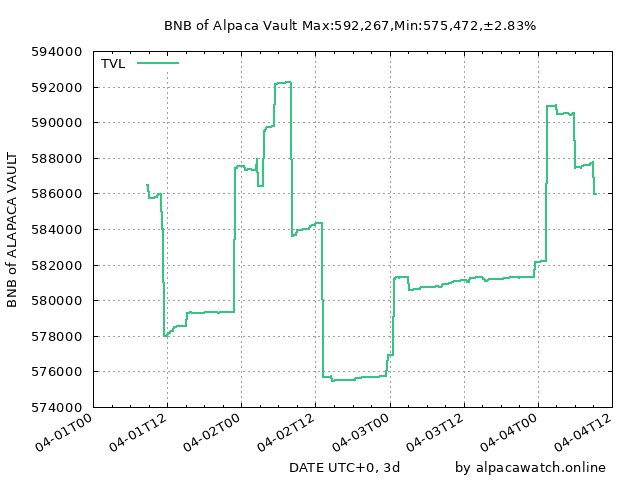 BNB of Alpaca Vault Max:592,267,Min:575,472,±2.83%
TVL
594000
592000
590000
588000
586000
584000
582000
580000
578000
576000
574000
BNB of ALAPACA VAULT
04-01T00
04-01T12
04-02T00
04-02T12
04-03T00
04-03T12
04-04T00
04-04T12
DATE UTC+0, 3d
by alpacawatch.online